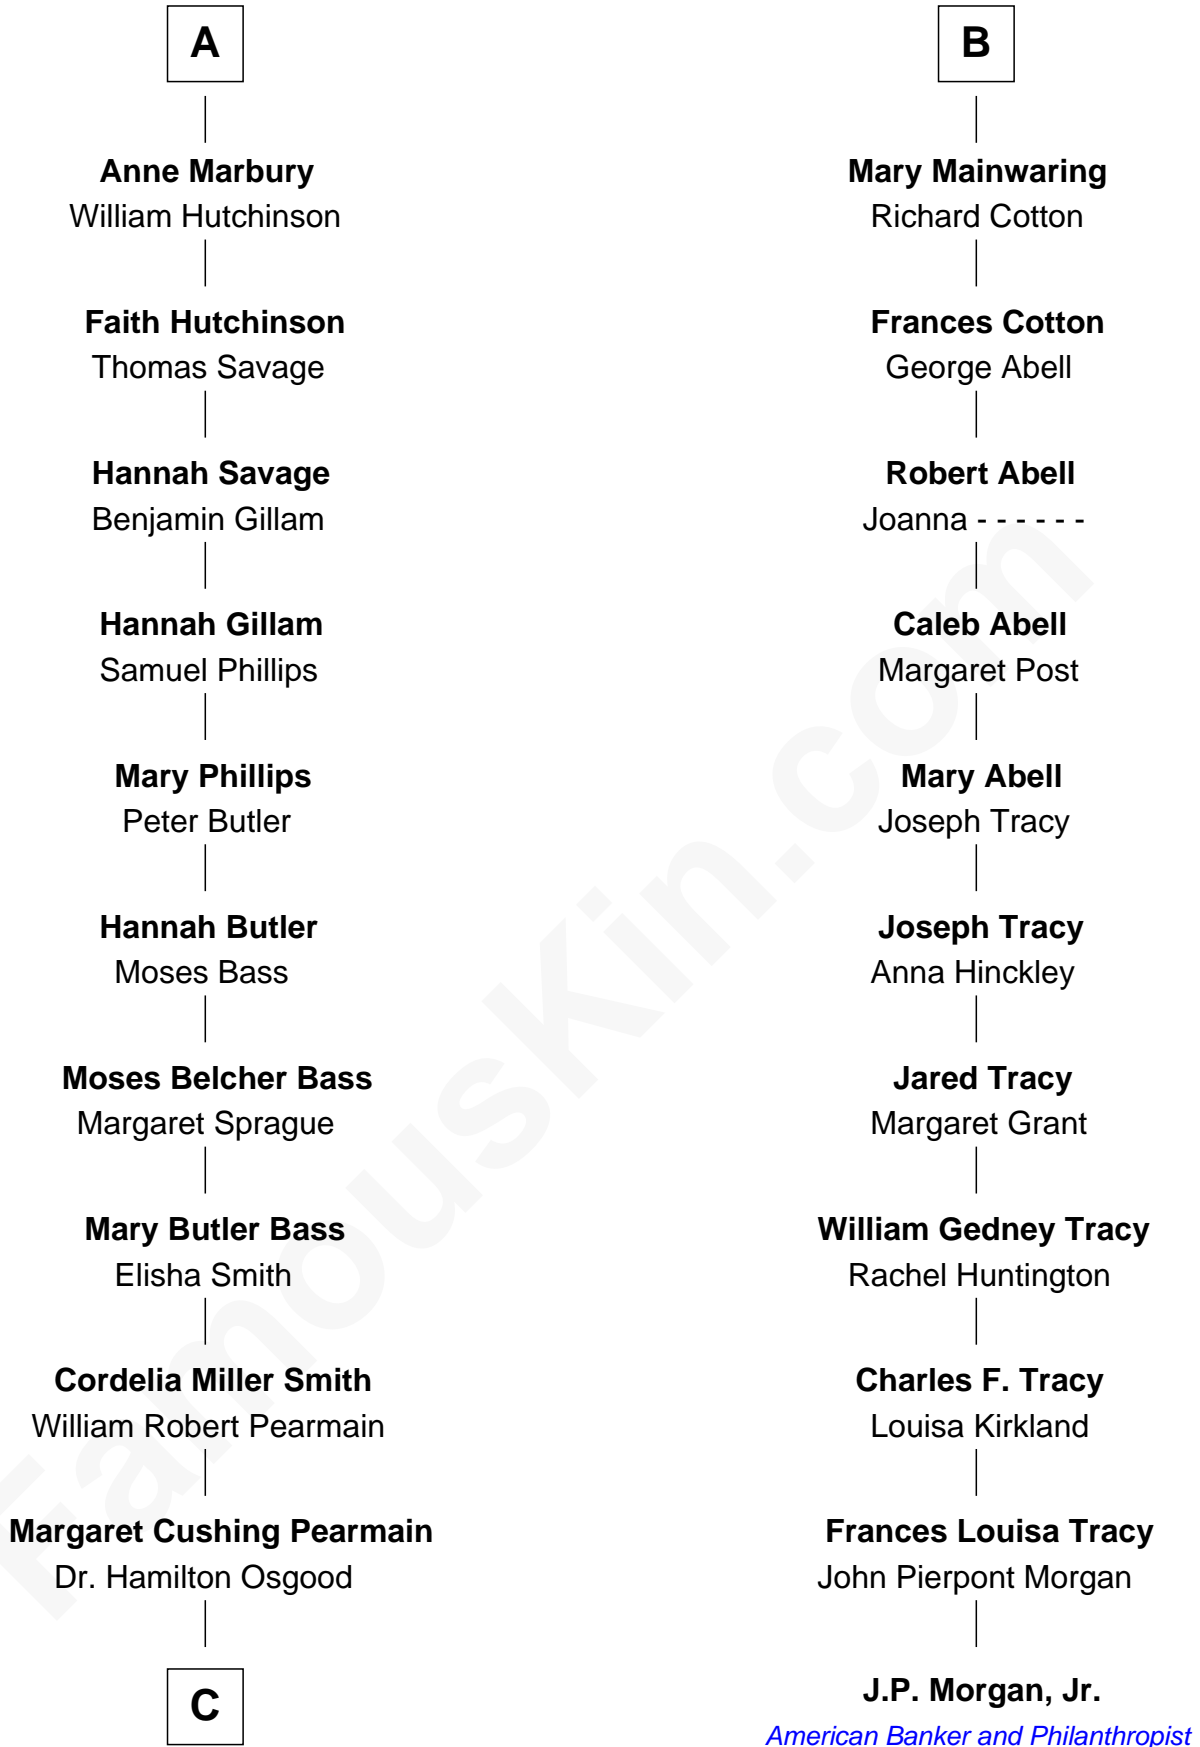 A
Anne Marbury
William Hutchinson
Faith Hutchinson
Thomas Savage
Hannah Savage
Benjamin Gillam
Hannah Gillam
Samuel Phillips
Mary Phillips
Peter Butler
Hannah Butler
Moses Bass
Moses Belcher Bass
Margaret Sprague
Mary Butler Bass
Elisha Smith
Cordelia Miller Smith
William Robert Pearmain
Margaret Cushing Pearmain
Dr. Hamilton Osgood
C
B
Mary Mainwaring
Richard Cotton
Frances Cotton
George Abell
Robert Abell
Joanna - - - - - -
Caleb Abell
Margaret Post
Mary Abell
Joseph Tracy
Joseph Tracy
Anna Hinckley
Jared Tracy
Margaret Grant
William Gedney Tracy
Rachel Huntington
Charles F. Tracy
Louisa Kirkland
Frances Louisa Tracy
John Pierpont Morgan
J.P. Morgan, Jr.
American Banker and Philanthropist
FamousKin.com